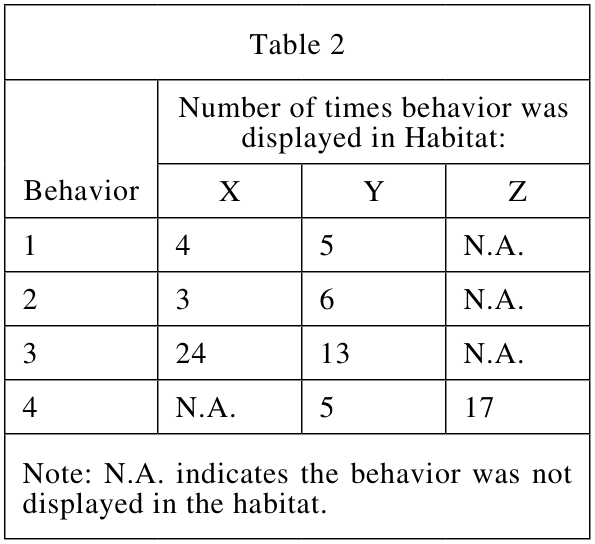 Table 2
Number of times behavior was
displayed in Habitat:
Behavior X Y Z
1 4 5 N.A.
2 3 6 N.A.
3 24 13 N.A.
4 N.A. 5 17
Note: N.A. indicates the behavior was not
displayed in the habitat.